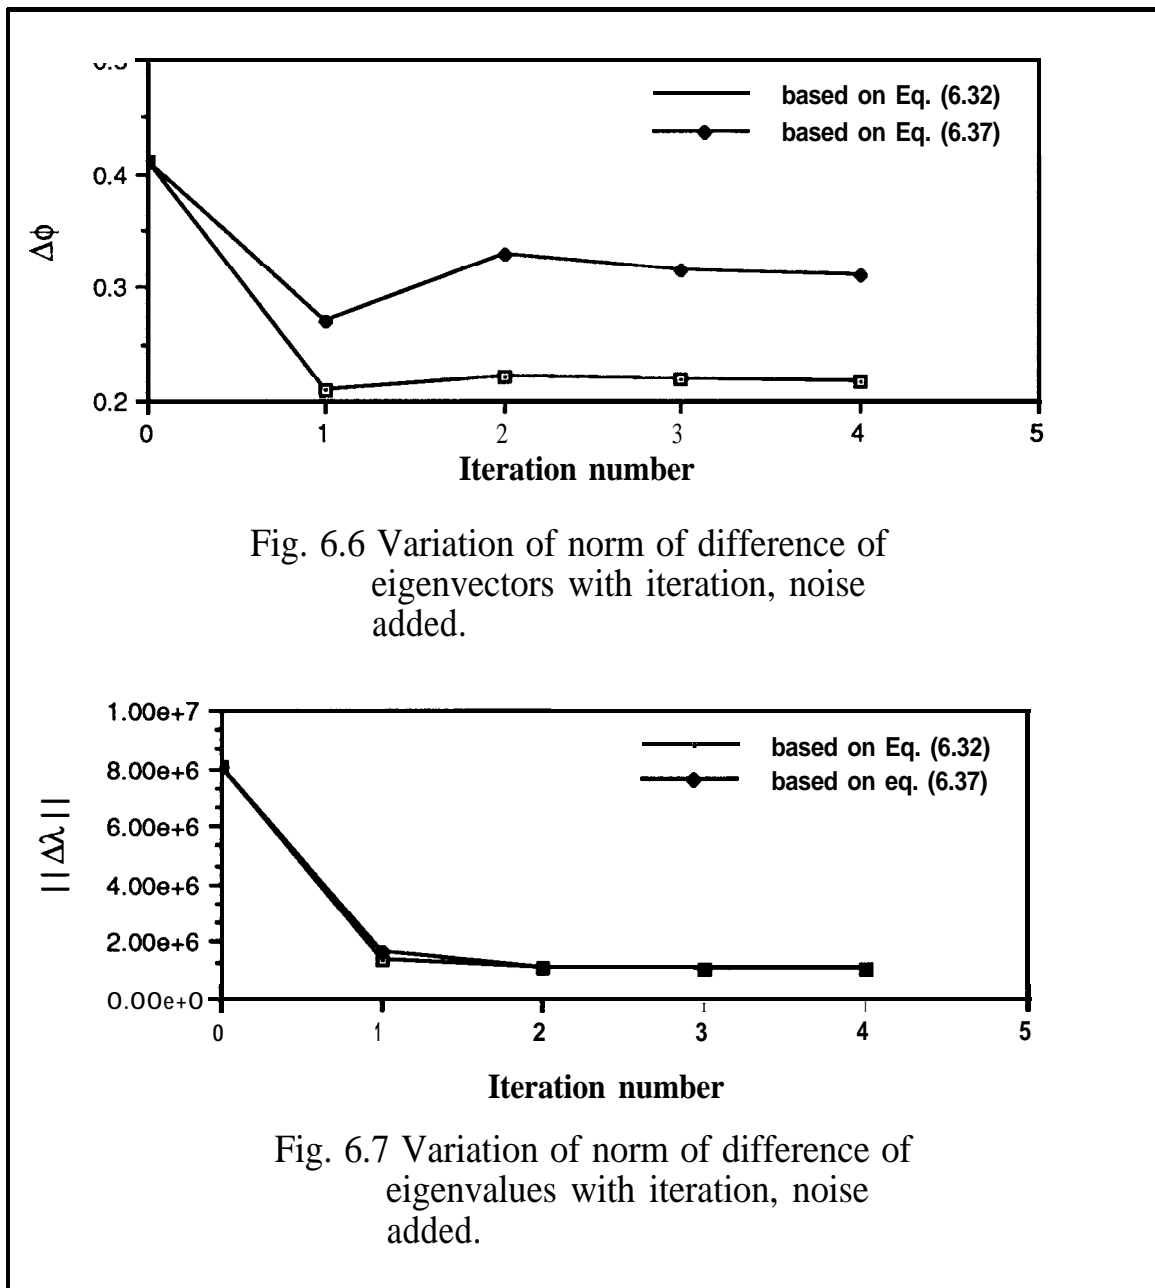 based on Eq. (6.32)
based on Eq. (6.37)
0.4
0.3
0.2
Δϕ
0 1 2 3 4 5
Iteration number
Fig. 6.6 Variation of norm of difference of
eigenvectors with iteration, noise
added.
1.00e+7
8.00e+6
6.00e+6
4.00e+6
2.00e+6
0.00e+0
||Δλ||
based on Eq. (6.32)
based on eq. (6.37)
0 1 2 3 4 5
Iteration number
Fig. 6.7 Variation of norm of difference of
eigenvalues with iteration, noise
added.